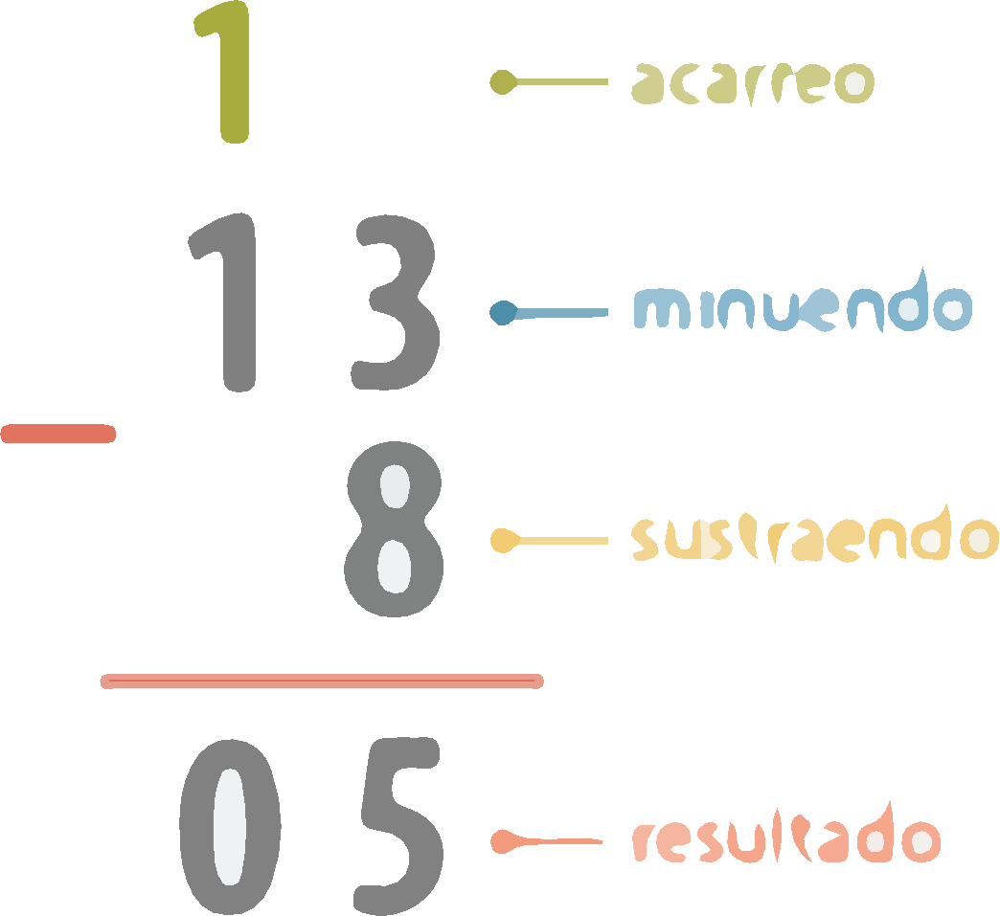 1 acarreo
13 minuendo
−
8 sustraendo
05 resultado